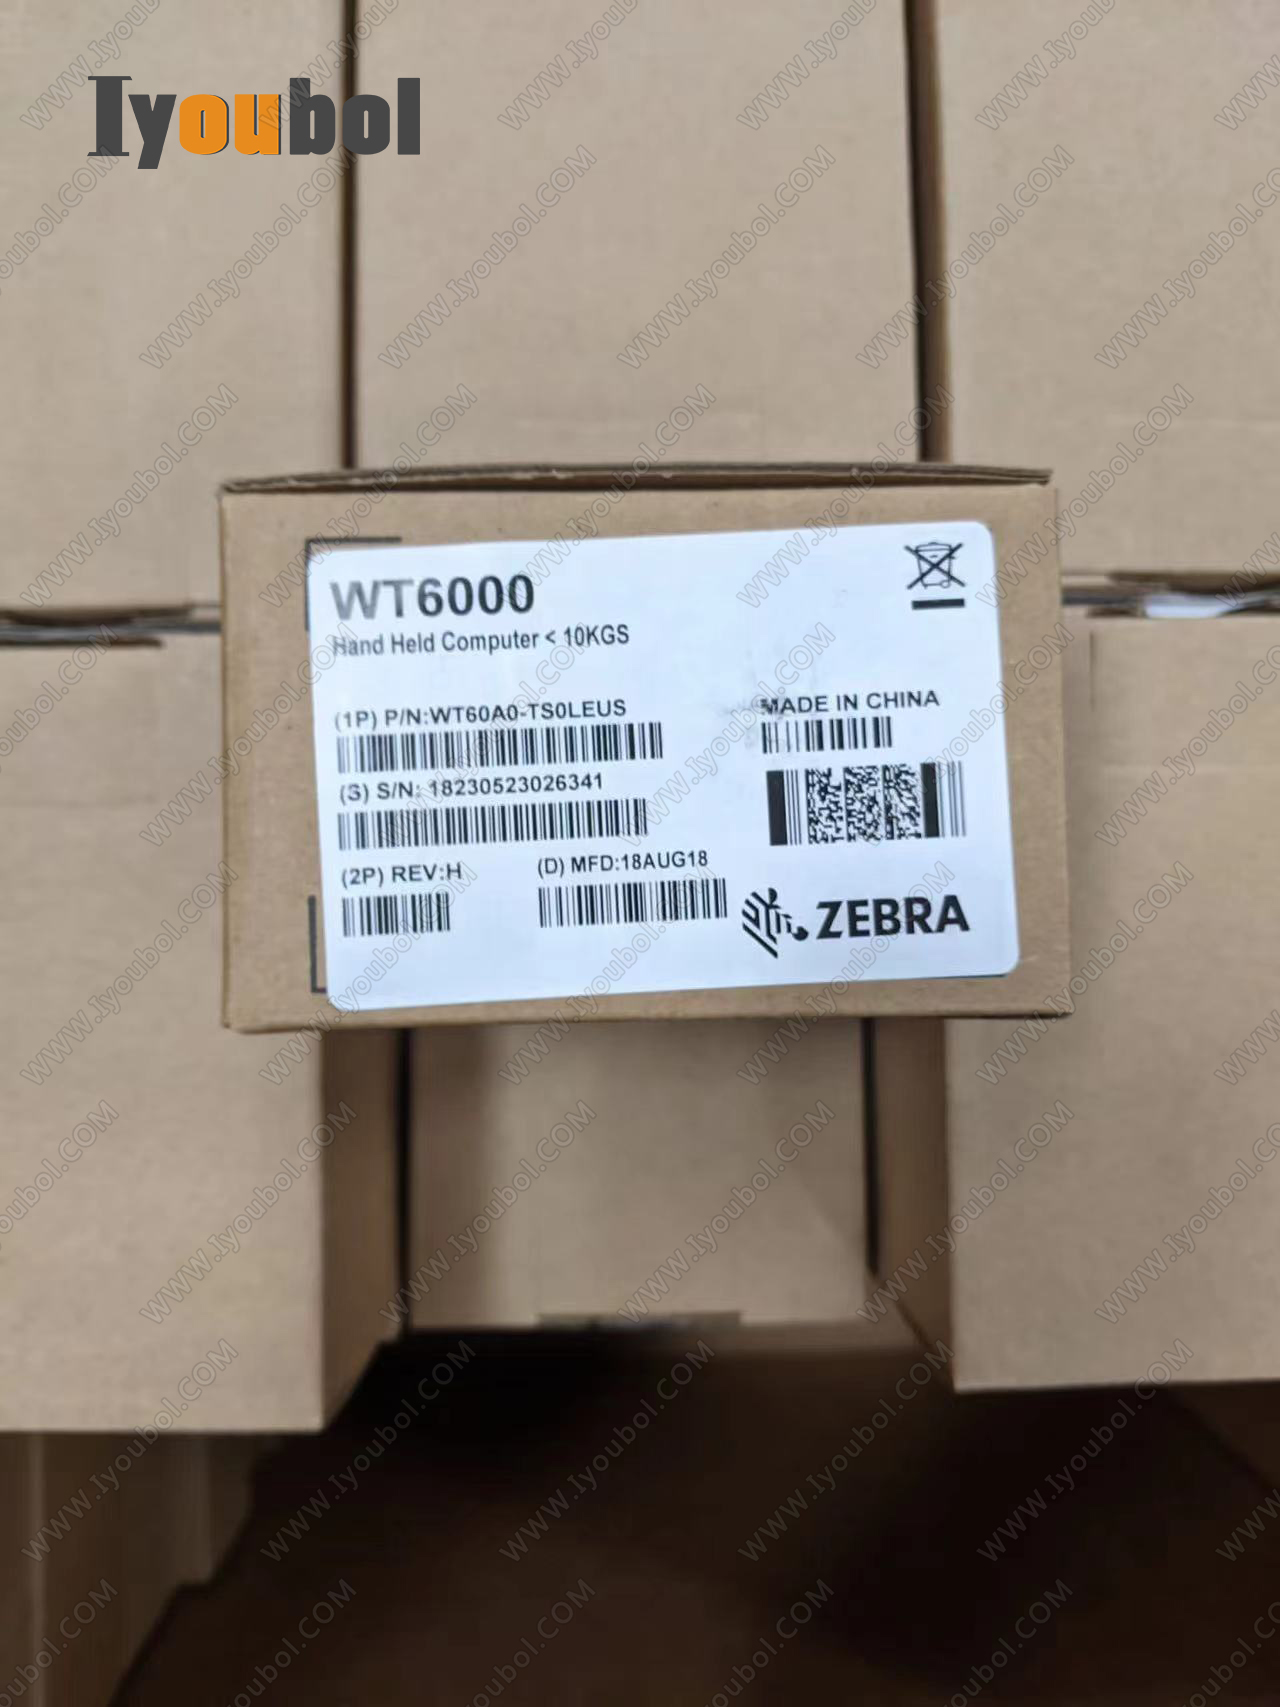 Iyoubol
WT6000
Hand Held Computer < 10KGS
(1P) P/N:WT60A0-TS0LEUS
MADE IN CHINA
(S) S/N: 18230523026341
(2P) REV:H
(D) MFD:18AUG18
ZEBRA
www.Iyoubol.COM